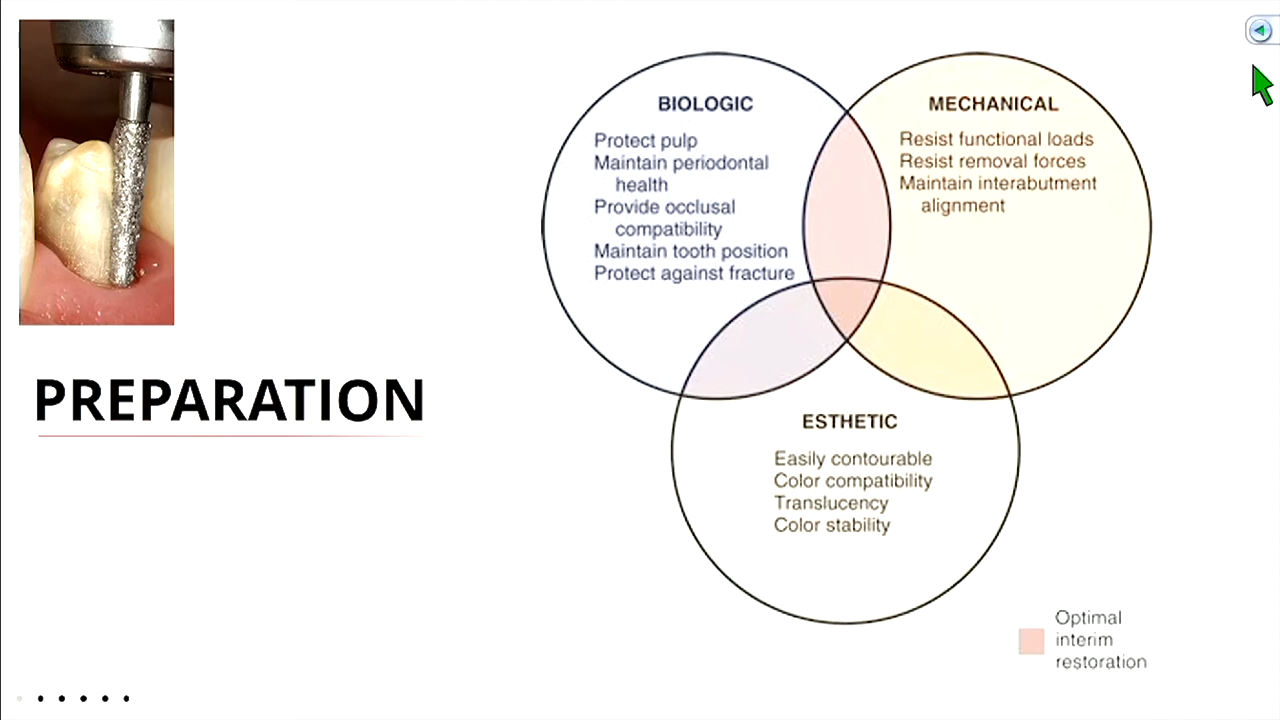 PREPARATION
BIOLOGIC
Protect pulp
Maintain periodontal
health
Provide occlusal
compatibility
Maintain tooth position
Protect against fracture
MECHANICAL
Resist functional loads
Resist removal forces
Maintain interabutment
alignment
ESTHETIC
Easily contourable
Color compatibility
Translucency
Color stability
Optimal
interim
restoration